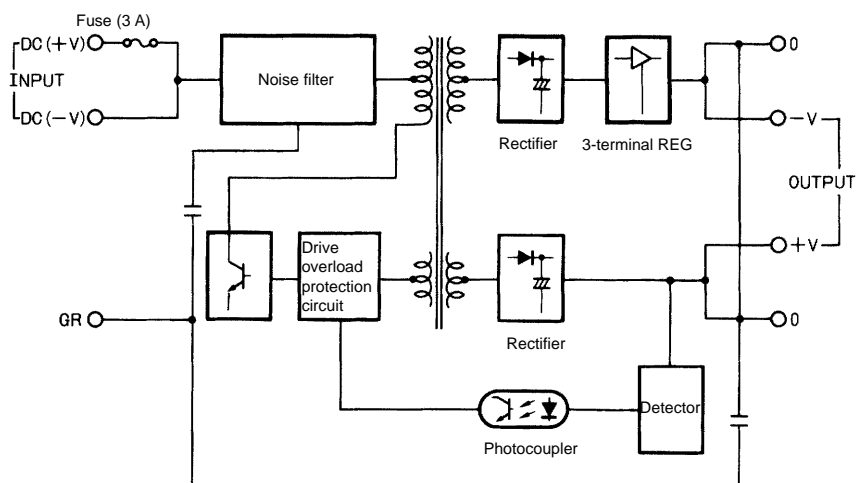 Fuse (3 A)
DC (+V)
INPUT
DC (−V)
Noise filter
Rectifier
3-terminal REG
0
−V
OUTPUT
+V
0
Drive
overload
protection
circuit
GR
Rectifier
Detector
Photocoupler